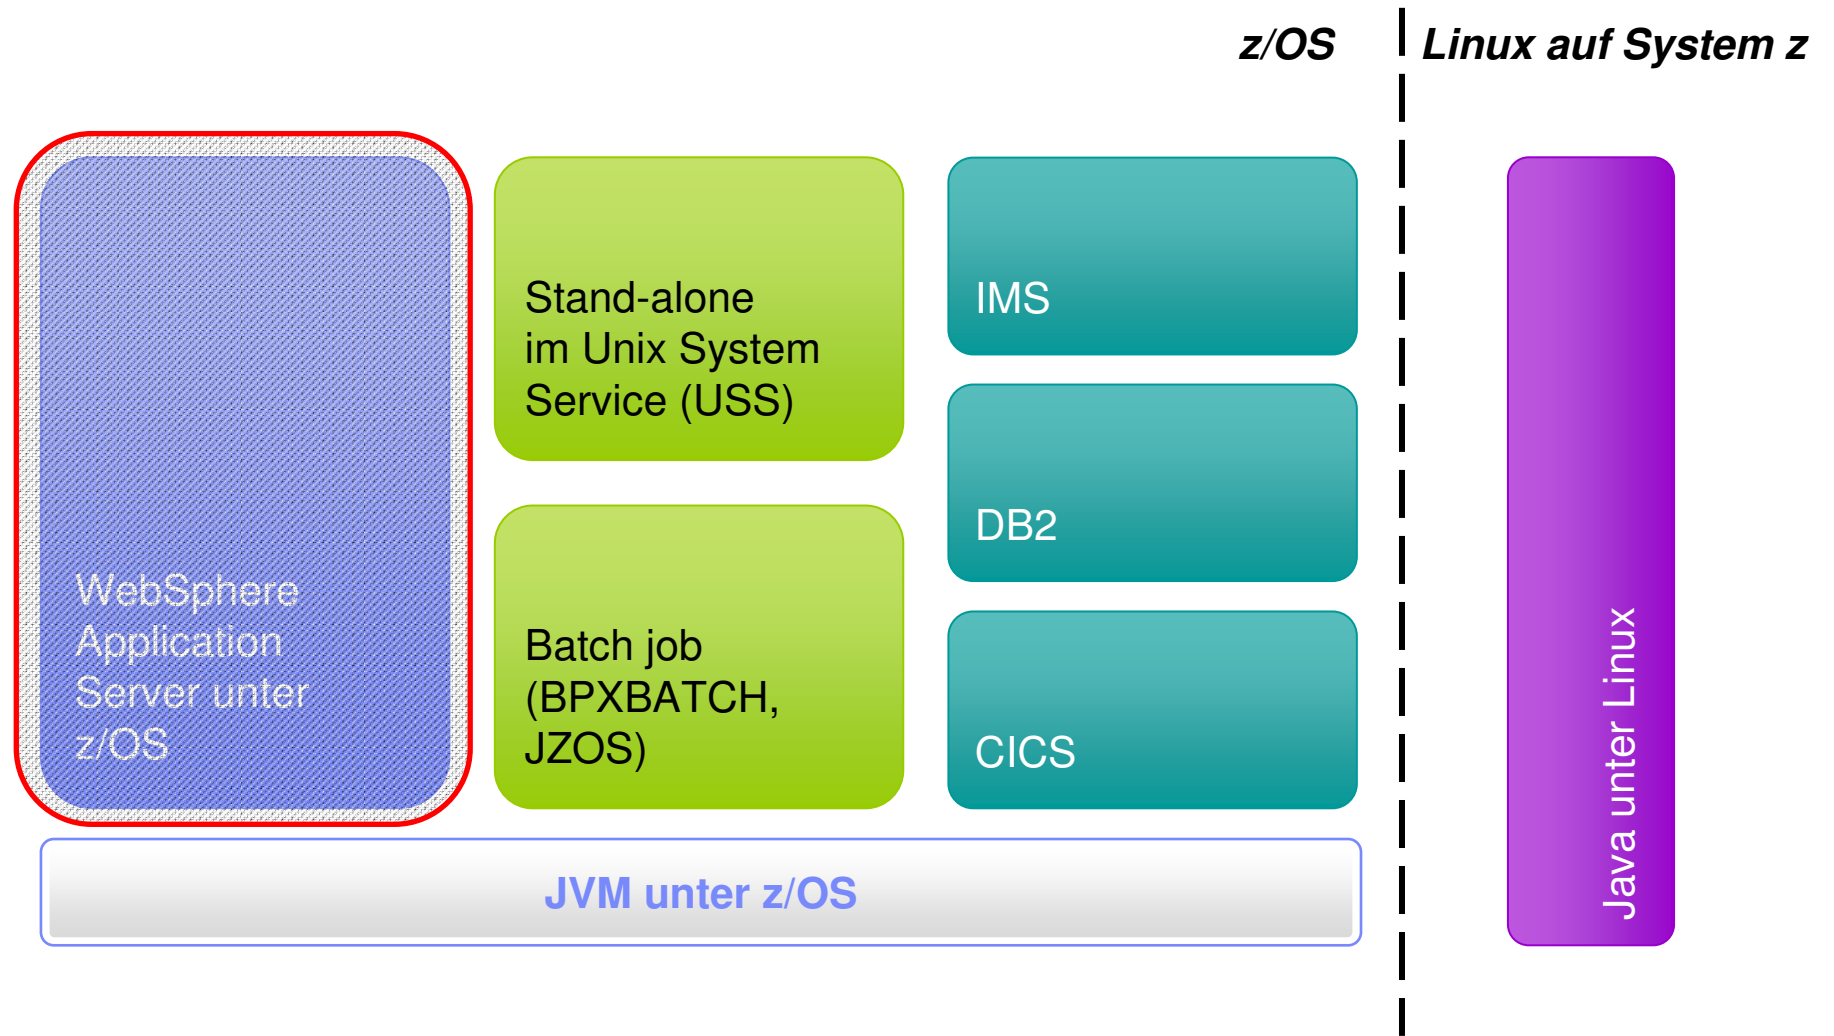 z/OS
Linux auf System z
WebSphere
Application
Server unter
z/OS
Stand-alone
im Unix System
Service (USS)
Batch job
(BPXBATCH,
JZOS)
IMS
DB2
CICS
Java unter Linux
JVM unter z/OS